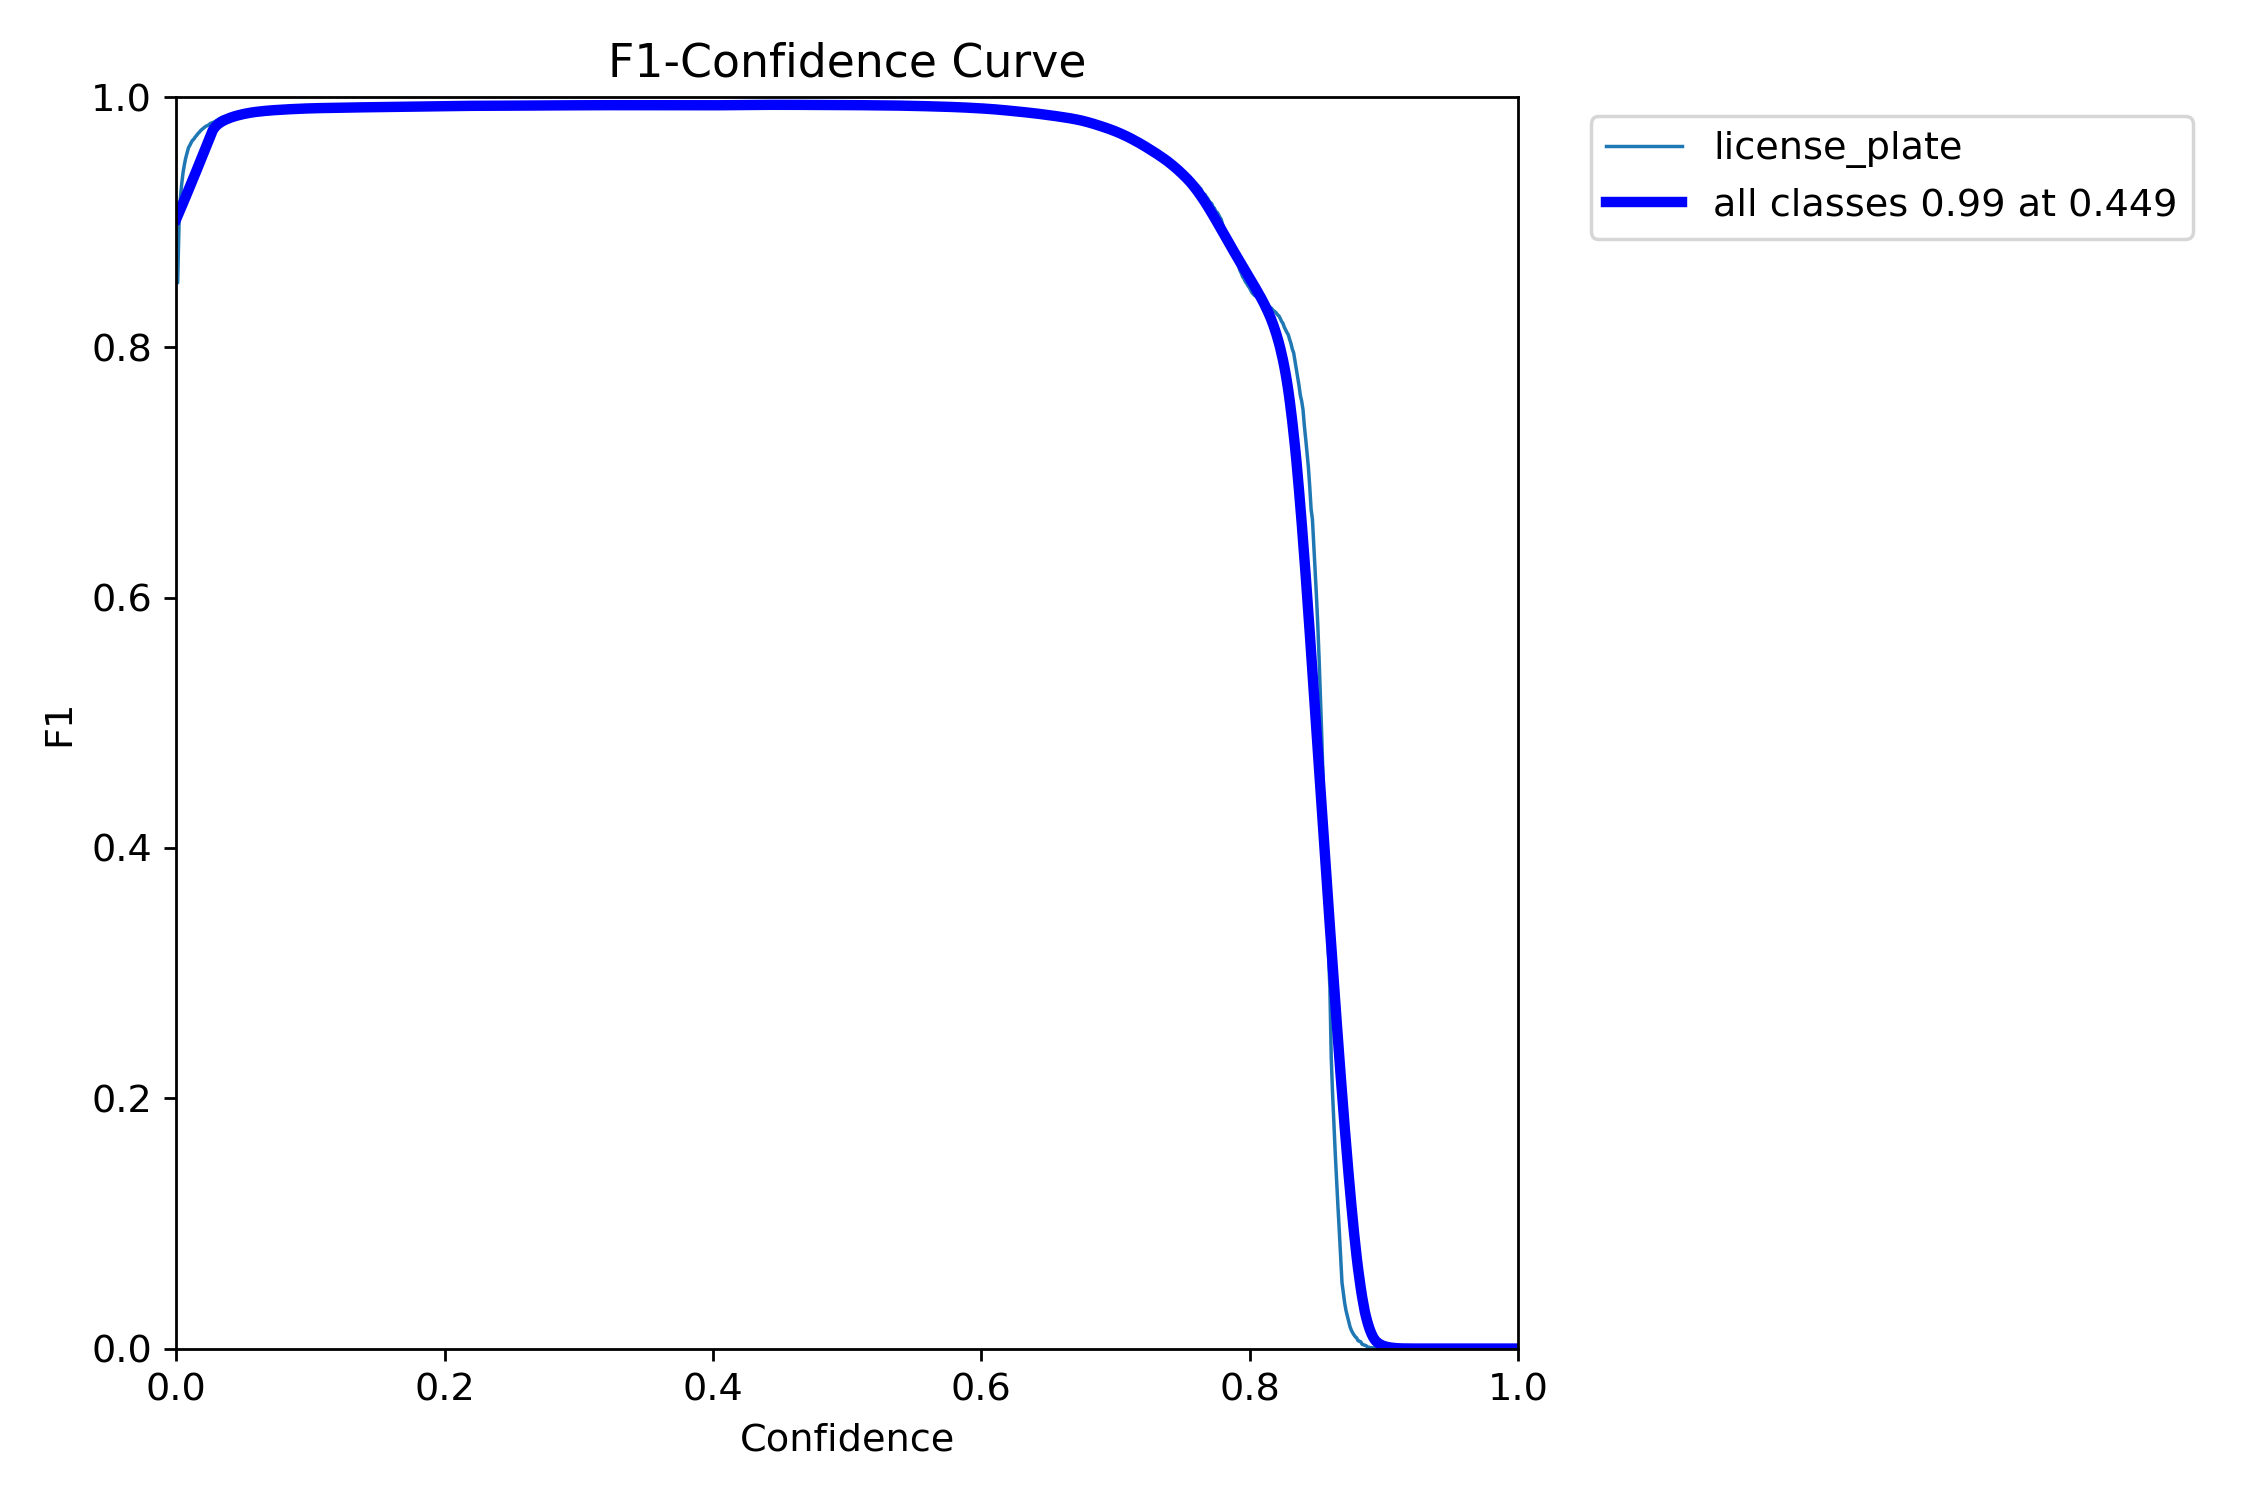 F1-Confidence Curve
license_plate
all classes 0.99 at 0.449
F1
1.0
0.8
0.6
0.4
0.2
0.0
0.0 0.2 0.4 0.6 0.8 1.0
Confidence